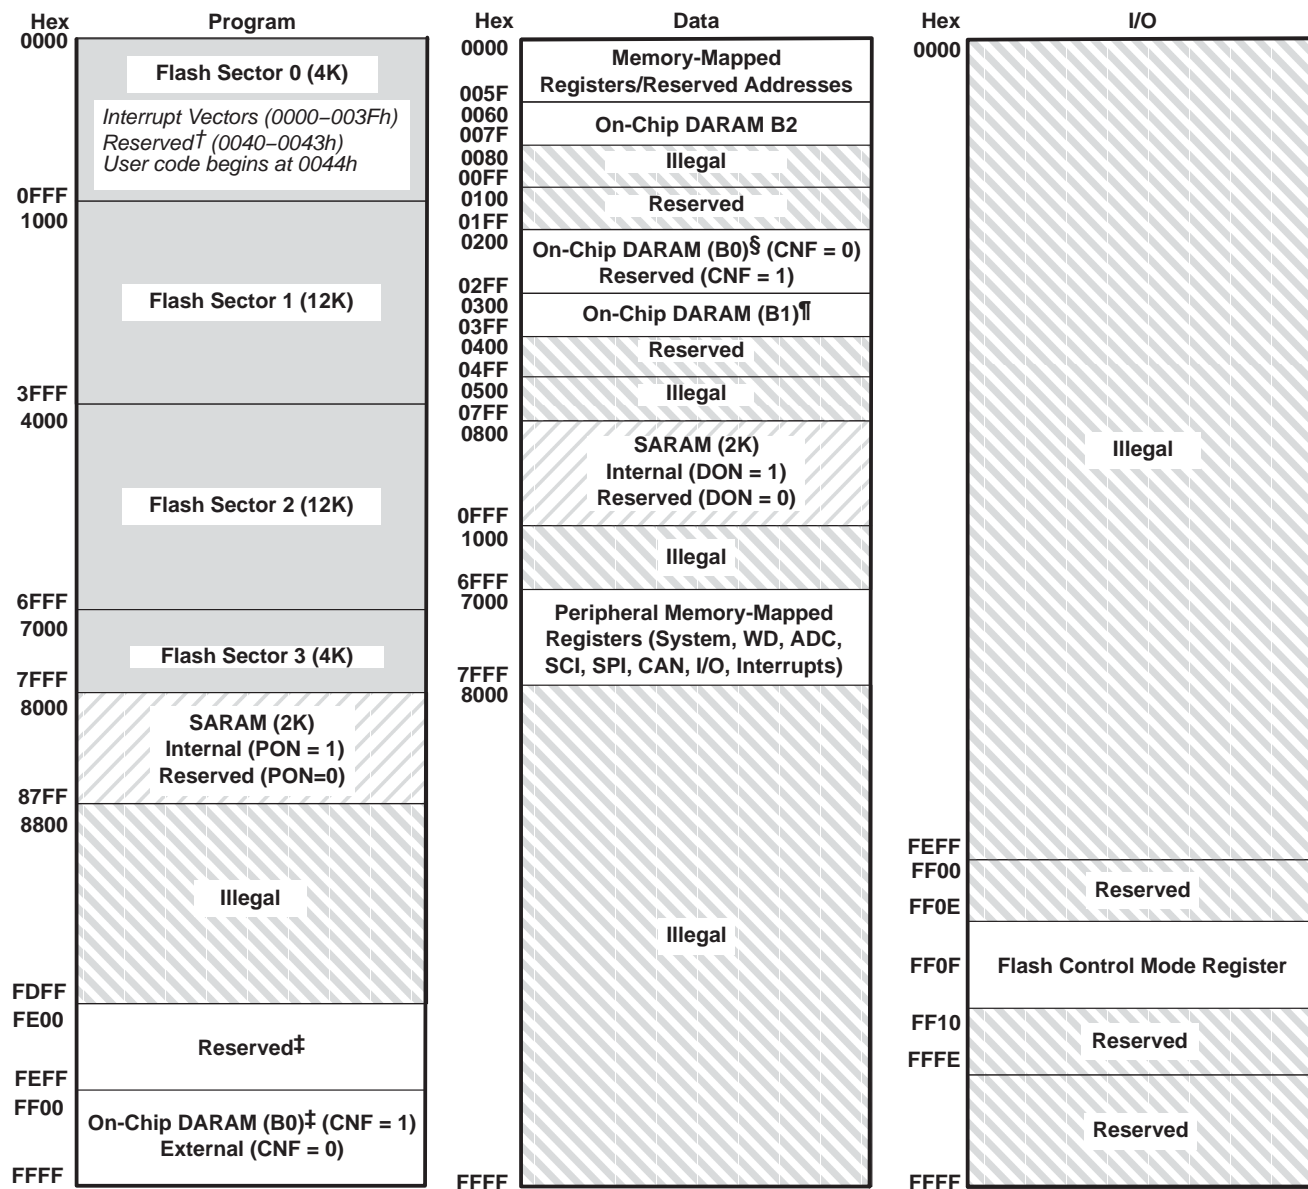 Hex Program
0000
Flash Sector 0 (4K)
Interrupt Vectors (0000–003Fh)
Reserved† (0040–0043h)
User code begins at 0044h
0FFF
1000
Flash Sector 1 (12K)
3FFF
4000
Flash Sector 2 (12K)
6FFF
7000
Flash Sector 3 (4K)
7FFF
8000
SARAM (2K)
Internal (PON = 1)
Reserved (PON=0)
87FF
8800
Illegal
FDFF
FE00
Reserved‡
FEFF
FF00
On-Chip DARAM (B0)‡ (CNF = 1)
External (CNF = 0)
FFFF
Hex Data
0000
Memory-Mapped
Registers/Reserved Addresses
005F
0060
On-Chip DARAM B2
007F
0080
Illegal
00FF
0100
Reserved
01FF
0200
On-Chip DARAM (B0)§ (CNF = 0)
Reserved (CNF = 1)
02FF
0300
On-Chip DARAM (B1)¶
03FF
0400
Reserved
04FF
0500
Illegal
07FF
0800
SARAM (2K)
Internal (DON = 1)
Reserved (DON = 0)
0FFF
1000
Illegal
6FFF
7000
Peripheral Memory-Mapped
Registers (System, WD, ADC,
SCI, SPI, CAN, I/O, Interrupts)
7FFF
8000
Illegal
FFFF
Hex I/O
0000
Illegal
FEFF
FF00
Reserved
FF0E
FF0F Flash Control Mode Register
FF10
Reserved
FFFE
Reserved
FFFF